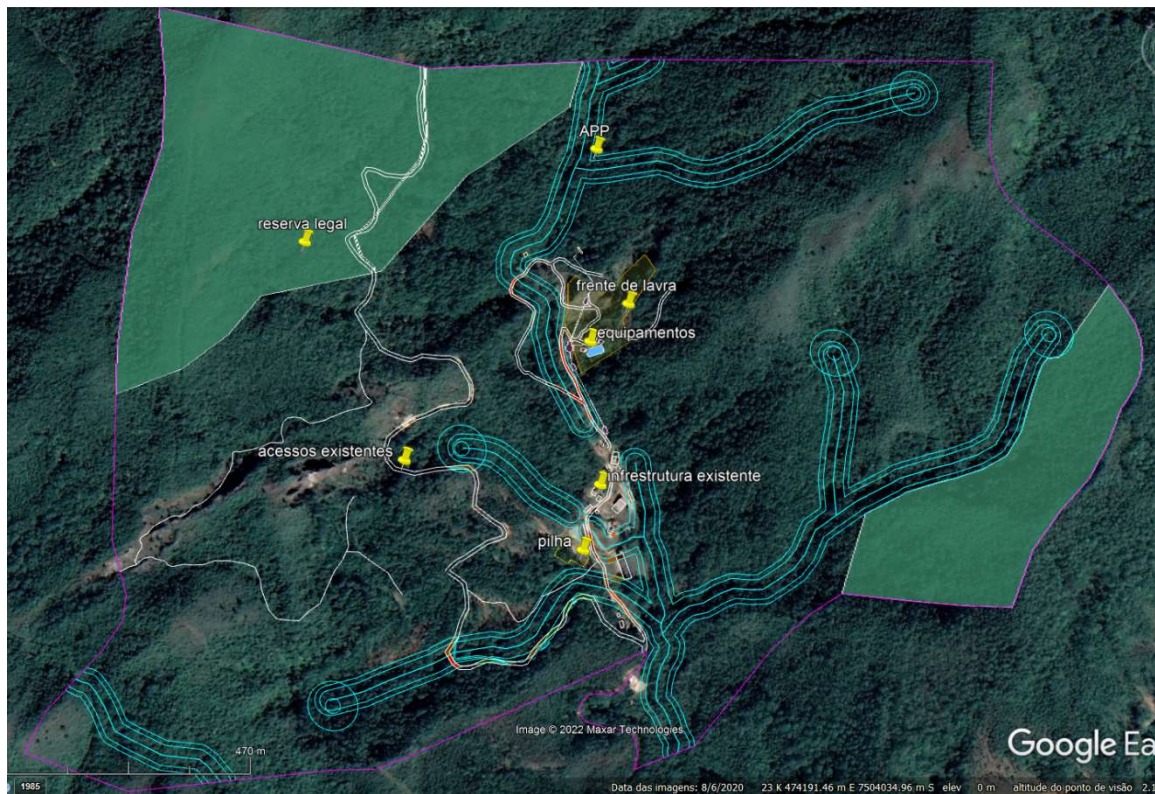 APP
reserva legal
frente de lavra
equipamentos
acessos existentes
infrestrutura existente
pilha
Image © 2022 Maxar Technologies
470 m
Google Ea
1985
Data das imagens: 8/6/2020 23 K 474191.46 m E 7504034.96 m S elev 0 m altitude do ponto de visão 2.1